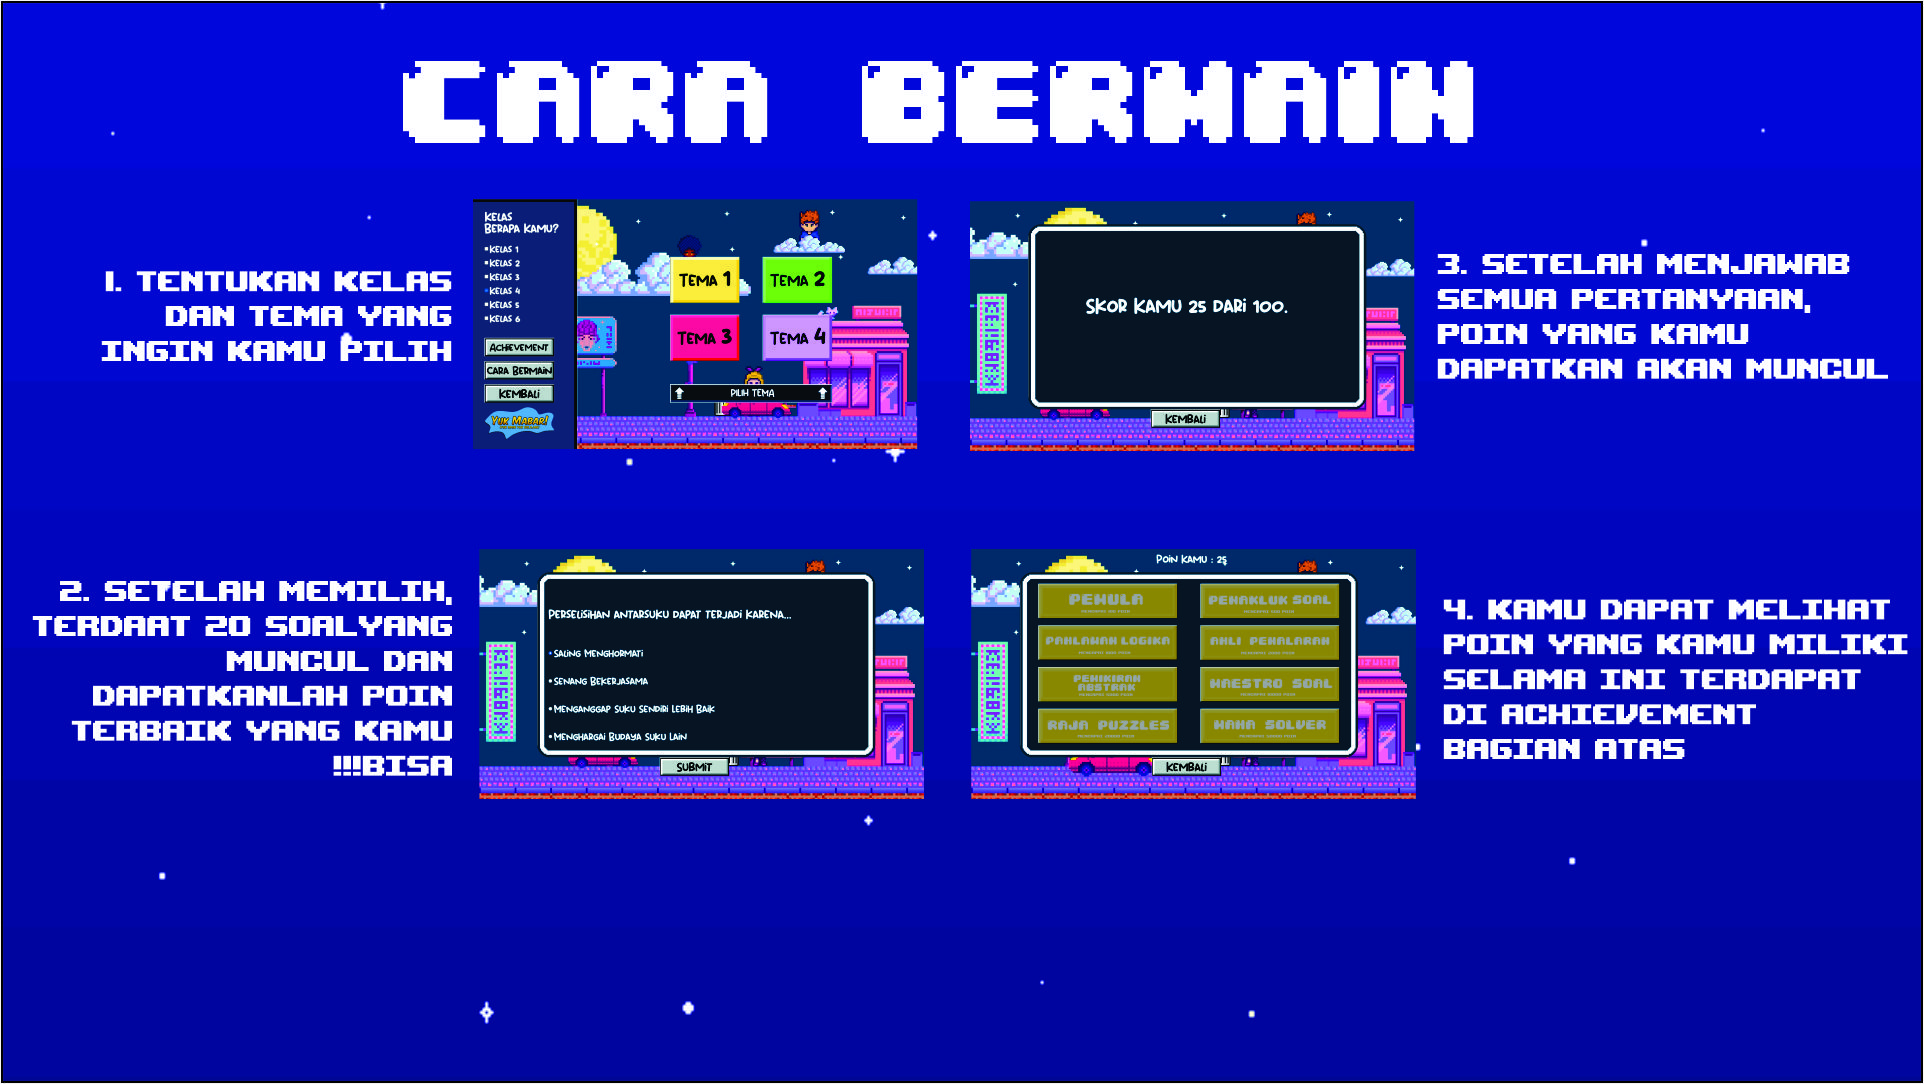 CARA BERMAIN
1. TENTUKAN KELAS
DAN TEMA YANG
INGIN KAMU PILIH
KELAS
BERAPA KAMU?
KELAS 1
KELAS 2
KELAS 3
KELAS 4
KELAS 5
KELAS 6
ACHIEVEMENT
CARA BERMAIN
KEMBALI
YUK MABAR!
TEMA 1
TEMA 2
TEMA 3
TEMA 4
PILIH TEMA
2. SETELAH MEMILIH,
TERDAAT 20 SOALYANG
MUNCUL DAN
DAPATKANLAH POIN
TERBAIK YANG KAMU
!!!BISA
PERSELISIHAN ANTARSUKU DAPAT TERJADI KARENA...
SALING MENGHORMATI
SENANG BEKERJASAMA
MENGANGGAP SUKU SENDIRI LEBIH BAIK
MENGHARGAI BUDAYA SUKU LAIN
SUBMIT
SKOR KAMU 25 DARI 100.
KEMBALI
3. SETELAH MENJAWAB
SEMUA PERTANYAAN,
POIN YANG KAMU
DAPATKAN AKAN MUNCUL
POIN KAMU : 25
PEMULA
PENAKLUK SOAL
PAHLAWAN LOGIKA
AHLI PENALARAN
PEMIKIRAN
ABSTRAK
MAESTRO SOAL
RAJA PUZZLES
MAHA SOLVER
KEMBALI
4. KAMU DAPAT MELIHAT
POIN YANG KAMU MILIKI
SELAMA INI TERDAPAT
DI ACHIEVEMENT
BAGIAN ATAS